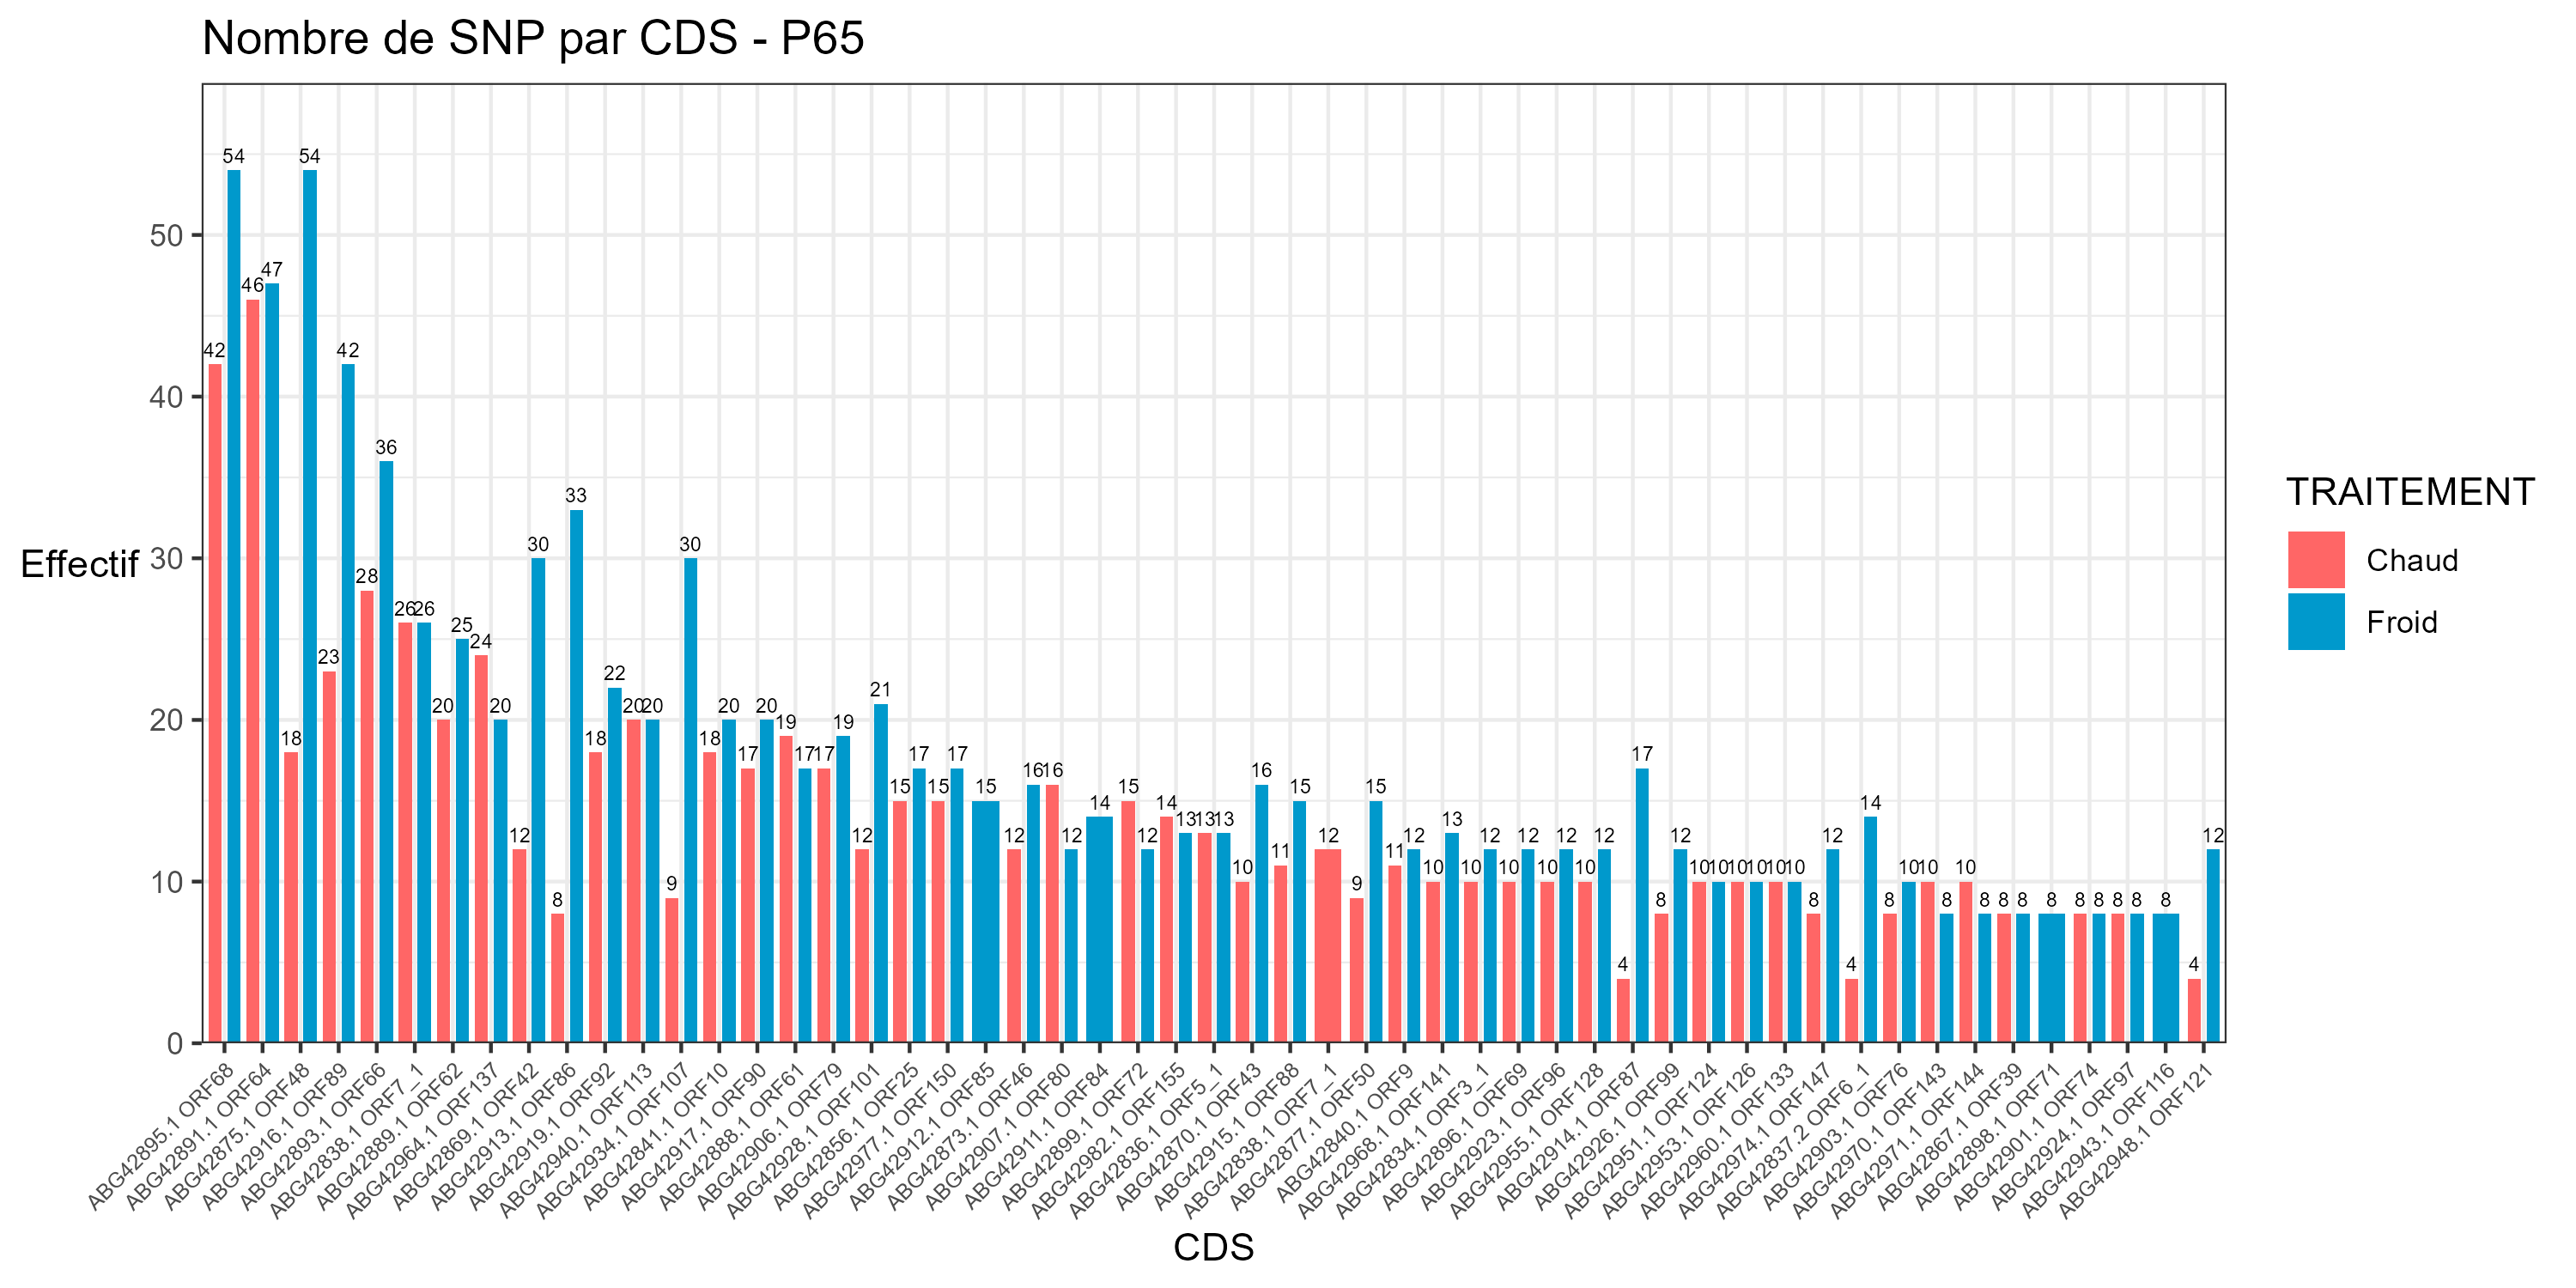 Nombre de SNP par CDS - P65
Effectif
50
40
30
20
10
0
42 54
46 47
18 54
23 42
28 36
26 26
20 25
24 20
12 30
8 33
18 22
20 20
9 30
18 20
17 20
19 17
17 19
12 21
15 17
15 17
15
12 16
16 12
14
15 12
14 13
13 13
10 16
11 15
12
9 15
11 12
10 13
10 12
10 12
10 12
10 12
4 17
8 12
10 10
10 10
10 10
8 12
4 14
8 10
10 8
10 8
8 8
8
8 8
8 8
8
4 12
ABG42895.1 ORF68
ABG42891.1 ORF64
ABG42875.1 ORF48
ABG42916.1 ORF89
ABG42893.1 ORF66
ABG42838.1 ORF7_1
ABG42889.1 ORF62
ABG42964.1 ORF137
ABG42869.1 ORF42
ABG42913.1 ORF86
ABG42919.1 ORF92
ABG42940.1 ORF113
ABG42934.1 ORF107
ABG42841.1 ORF10
ABG42917.1 ORF90
ABG42888.1 ORF61
ABG42906.1 ORF79
ABG42928.1 ORF101
ABG42856.1 ORF25
ABG42977.1 ORF150
ABG42912.1 ORF85
ABG42873.1 ORF46
ABG42907.1 ORF80
ABG42911.1 ORF84
ABG42899.1 ORF72
ABG42982.1 ORF155
ABG42836.1 ORF5_1
ABG42870.1 ORF43
ABG42915.1 ORF88
ABG42838.1 ORF7_1
ABG42877.1 ORF50
ABG42840.1 ORF9
ABG42968.1 ORF141
ABG42834.1 ORF3_1
ABG42896.1 ORF69
ABG42923.1 ORF96
ABG42955.1 ORF128
ABG42914.1 ORF87
ABG42926.1 ORF99
ABG42951.1 ORF124
ABG42953.1 ORF126
ABG42960.1 ORF133
ABG42974.1 ORF147
ABG42837.2 ORF6_1
ABG42903.1 ORF76
ABG42970.1 ORF143
ABG42971.1 ORF144
ABG42867.1 ORF39
ABG42898.1 ORF71
ABG42901.1 ORF74
ABG42924.1 ORF97
ABG42943.1 ORF116
ABG42948.1 ORF121
CDS
TRAITEMENT
Chaud
Froid